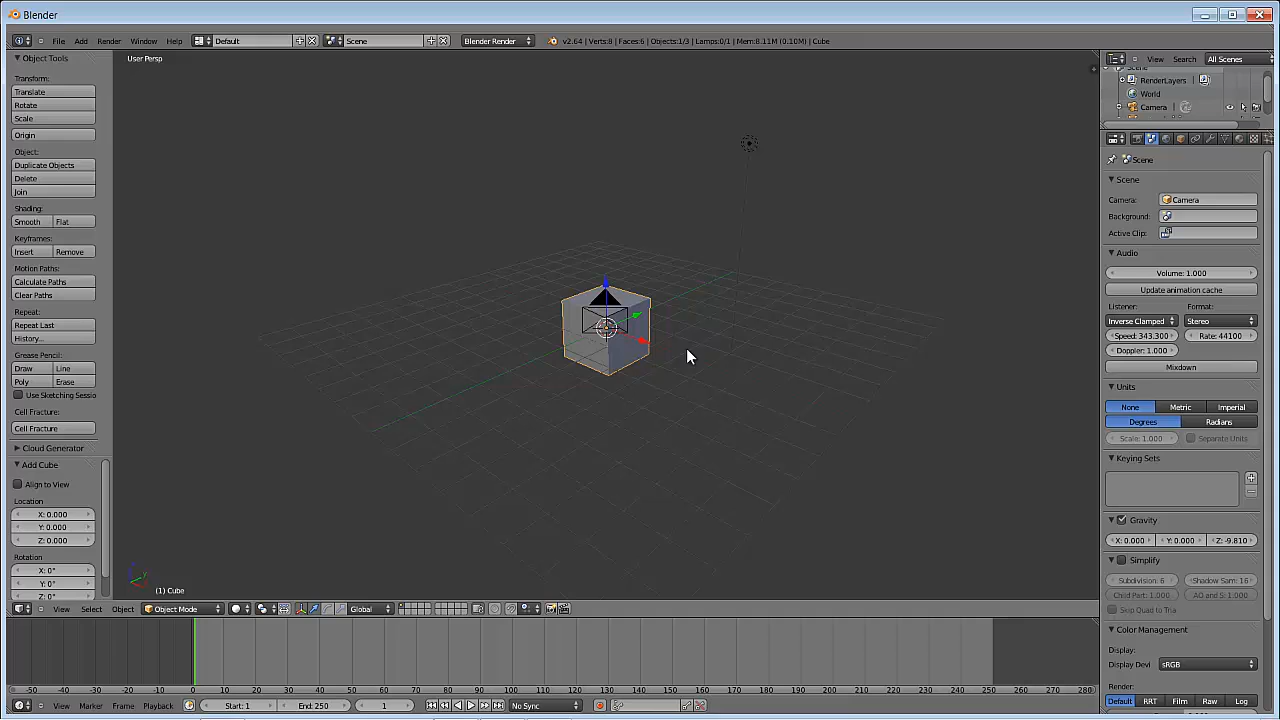 Blender
File Add Render Window Help Default Scene Blender Render v2.64 | Verts:8 | Faces:6 | Objects:1/3 | Lamps:0/1 | Mem:8.11M (0.10M) | Cube
Object Tools
Transform:
Translate
Rotate
Scale
Origin
Object:
Duplicate Objects
Delete
Join
Shading:
Smooth Flat
Keyframes:
Insert Remove
Motion Paths:
Calculate Paths
Clear Paths
Repeat:
Repeat Last
History...
Grease Pencil:
Draw Line
Poly Erase
Use Sketching Sessio
Cell Fracture:
Cell Fracture
Cloud Generator
Add Cube
Align to View
Location
X: 0.000
Y: 0.000
Z: 0.000
Rotation
X: 0°
Y: 0°
Z: 0°
User Persp
(1) Cube
View Select Object Object Mode Global
-50 -40 -30 -20 -10 0 10 20 30 40 50 60 70 80 90 100 110 120 130 140 150 160 170 180 190 200 210 220 230 240 250 260 270 280
View Marker Frame Playback Start: 1 End: 250 1 No Sync
View Search All Scenes
Scene
RenderLayers
World
Camera
Scene
Scene
Camera: Camera
Background:
Active Clip:
Audio
Volume: 1.000
Update animation cache
Listener: Format:
Inverse Clamped Stereo
Speed: 343.300 Rate: 44100
Doppler: 1.000
Mixdown
Units
None Metric Imperial
Degrees Radians
Scale: 1.000 Separate Units
Keying Sets
Gravity
X: 0.000 Y: 0.000 Z: -9.810
Simplify
Subdivision: 6 Shadow Sam: 16
Child Part: 1.000 AO and S: 1.000
Skip Quad to Tria
Color Management
Display:
Display Devi sRGB
Render:
Default RRT Film Raw Log